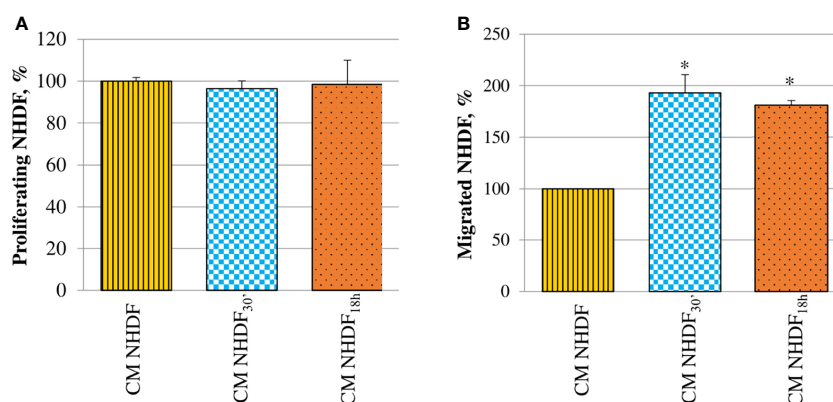 A
Proliferating NHDF, %
120
100
80
60
40
20
0
CM NHDF
CM NHDF30'
CM NHDF18h
B
Migrated NHDF, %
250
200
150
100
50
0
*
*
CM NHDF
CM NHDF30'
CM NHDF18h